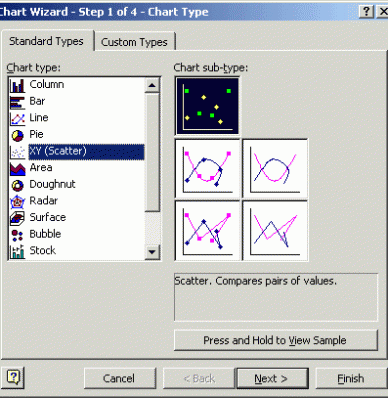 Chart Wizard - Step 1 of 4 - Chart Type
Standard Types
Custom Types
Chart type:
Chart sub-type:
Column
Bar
Line
Pie
XY (Scatter)
Area
Doughnut
Radar
Surface
Bubble
Stock
Scatter. Compares pairs of values.
Press and Hold to View Sample
Cancel
< Back
Next >
Finish